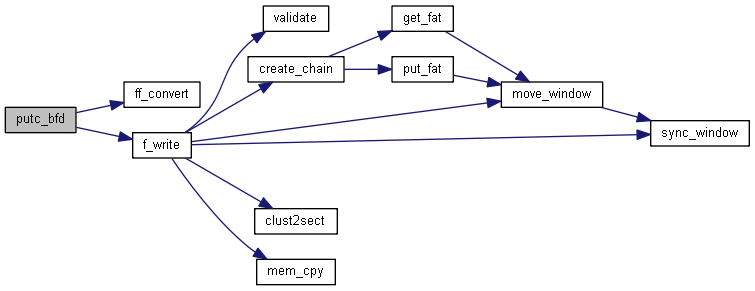 validate
get_fat
create_chain
put_fat
ff_convert
move_window
putc_bfd
f_write
sync_window
clust2sect
mem_cpy